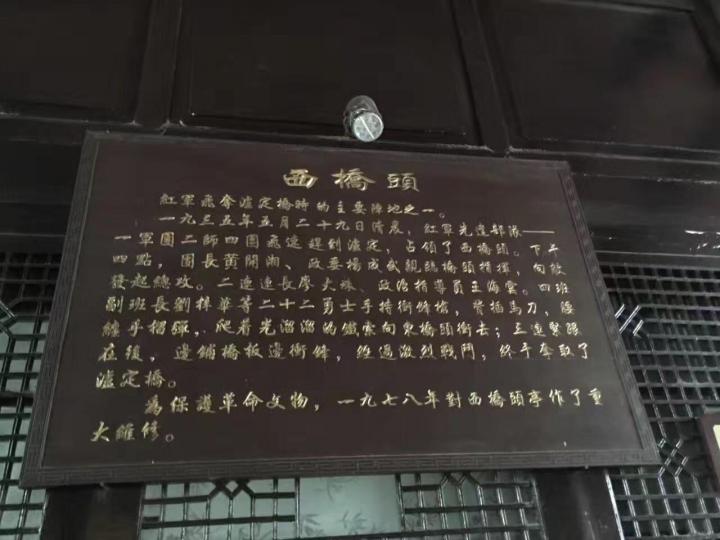 西橋頭
紅軍飛奪瀘定橋時的主要陣地之一。
一九三五年五月二十九日清晨，紅軍先遣部隊——
一軍團二師四團飛速趕到瀘定，占領了西橋頭。下午
四點，團長黄開湘、政委楊成武親臨橋頭指揮，向敵
發起總攻。二連連長廖大珠、政治指導員王海雲。四班
副班長劉梓華等二十二勇士手持衝鋒槍，背插馬刀，腰
纏手榴彈，爬着光溜溜的鐵索向東橋頭衝去；三連緊跟
在後，邊鋪橋板邊衝鋒，經過激烈戰鬥，終于奪取了
瀘定橋。
為保護革命文物，一九七八年對西橋頭亭作了重
大維修。